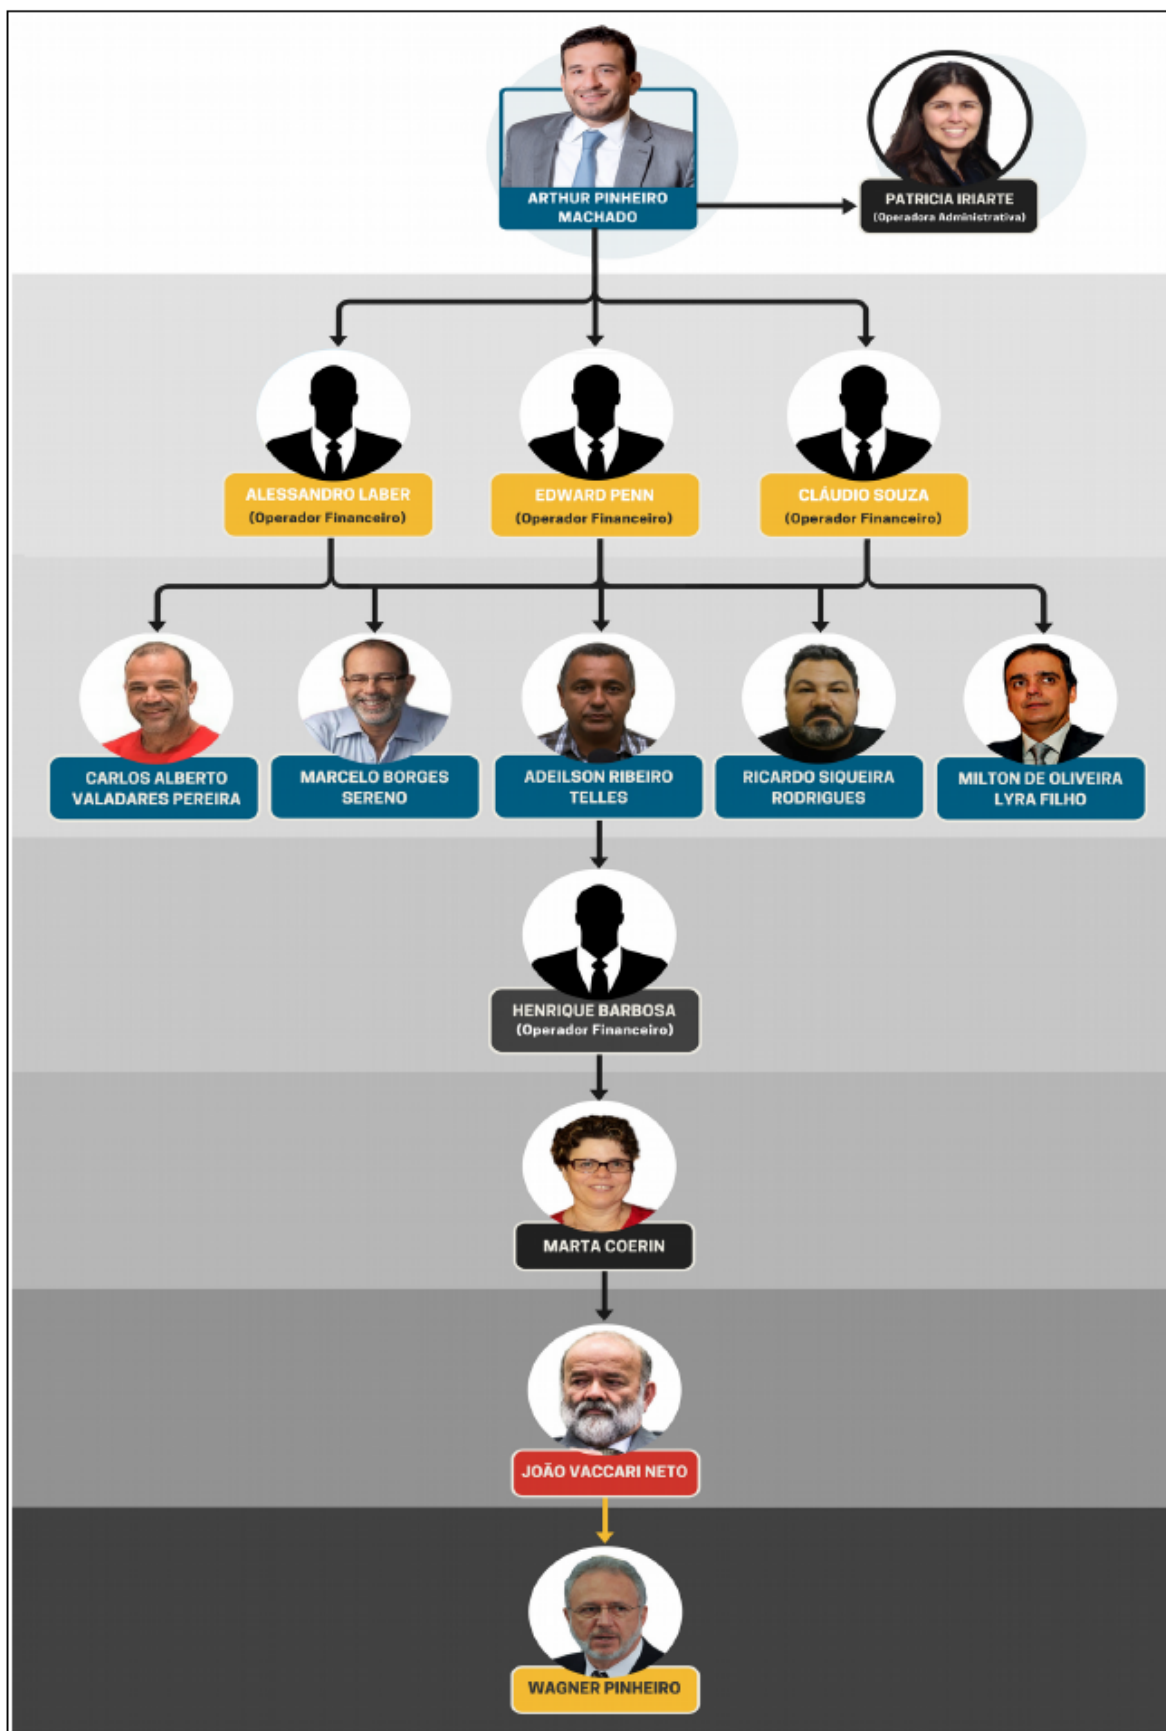 ARTHUR PINHEIRO
MACHADO
PATRICIA IRIARTE
(Operadora Administrativa)
ALESSANDRO LABER
(Operador Financeiro)
EDWARD PENN
(Operador Financeiro)
CLÁUDIO SOUZA
(Operador Financeiro)
CARLOS ALBERTO
VALADARES PEREIRA
MARCELO BORGES
SERENO
ADEILSON RIBEIRO
TELLES
RICARDO SIQUEIRA
RODRIGUES
MILTON DE OLIVEIRA
LYRA FILHO
HENRIQUE BARBOSA
(Operador Financeiro)
MARTA COERIN
JOÃO VACCARI NETO
WAGNER PINHEIRO